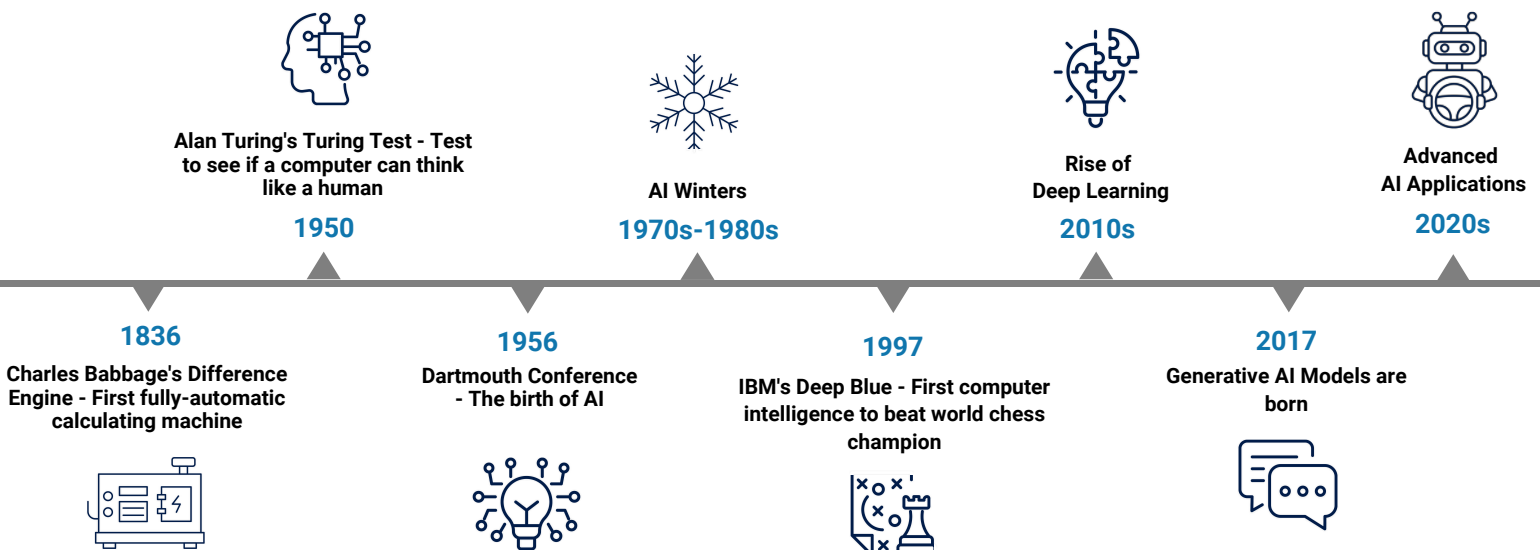 Alan Turing's Turing Test - Test
to see if a computer can think
like a human
1950
AI Winters
1970s-1980s
Rise of
Deep Learning
2010s
Advanced
AI Applications
2020s
1836
Charles Babbage's Difference
Engine - First fully-automatic
calculating machine
1956
Dartmouth Conference
- The birth of AI
1997
IBM's Deep Blue - First computer
intelligence to beat world chess
champion
2017
Generative AI Models are
born